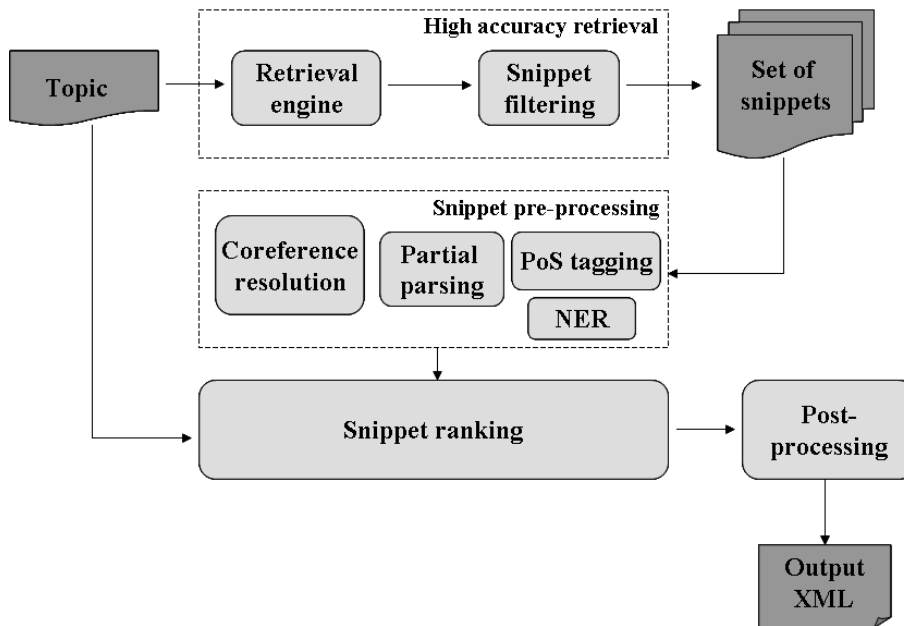 High accuracy retrieval
Topic
Retrieval
engine
Snippet
filtering
Set of
snippets
Snippet pre-processing
Coreference
resolution
Partial
parsing
PoS tagging
NER
Snippet ranking
Post-
processing
Output
XML